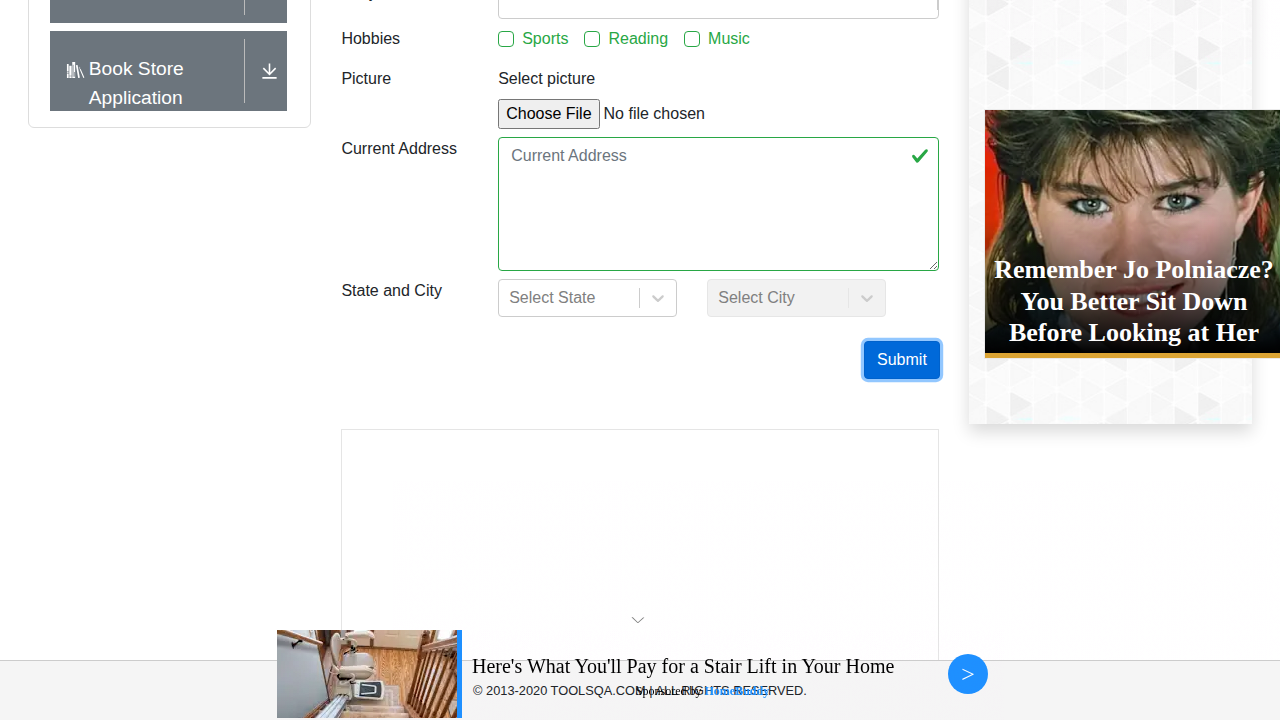 Hobbies
Sports
Reading
Music
Book Store
Application
Picture
Select picture
Choose File
No file chosen
Current Address
Current Address
State and City
Select State
Select City
Submit
Remember Jo Polniacze?
You Better Sit Down
Before Looking at Her
Here's What You'll Pay for a Stair Lift in Your Home
© 2013-2020 TOOLSQA.COM | ALL RIGHTS RESERVED.
>